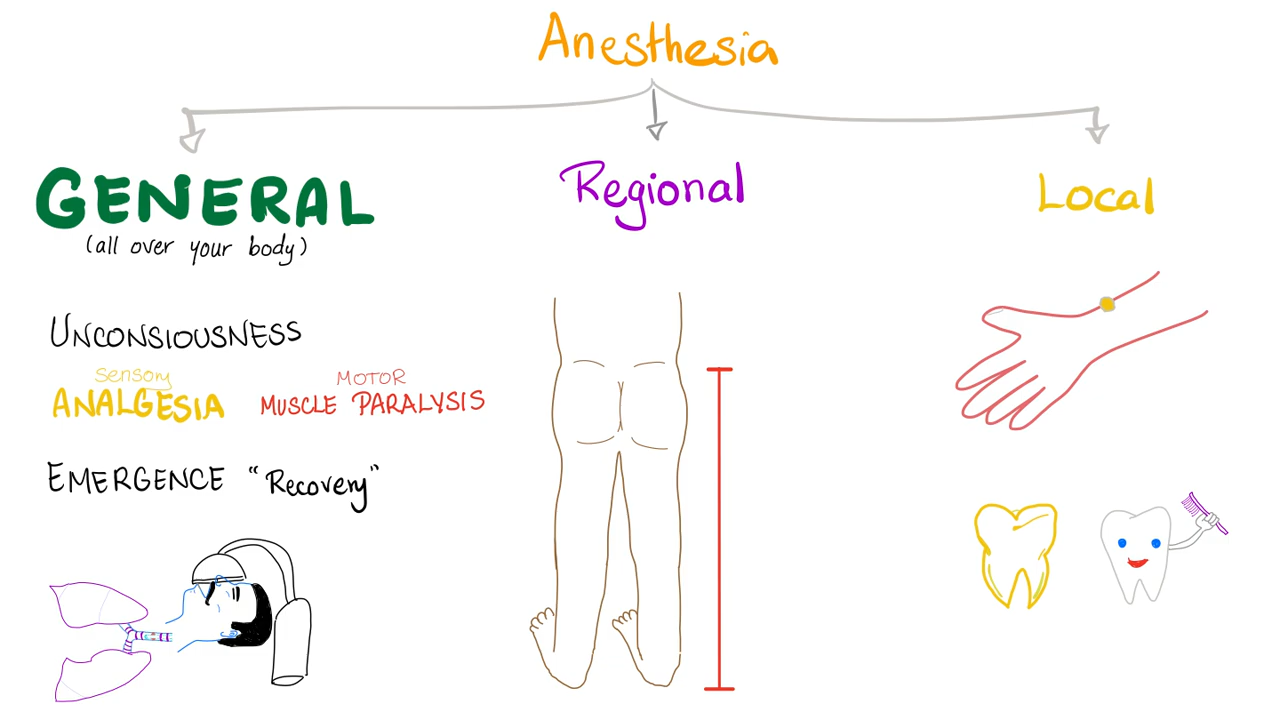 Anesthesia
GENERAL
(all over your body)
Regional
Local
UNCONSIOUSNESS
sensory
ANALGESIA
MOTOR
MUSCLE PARALYSIS
EMERGENCE "Recovery"